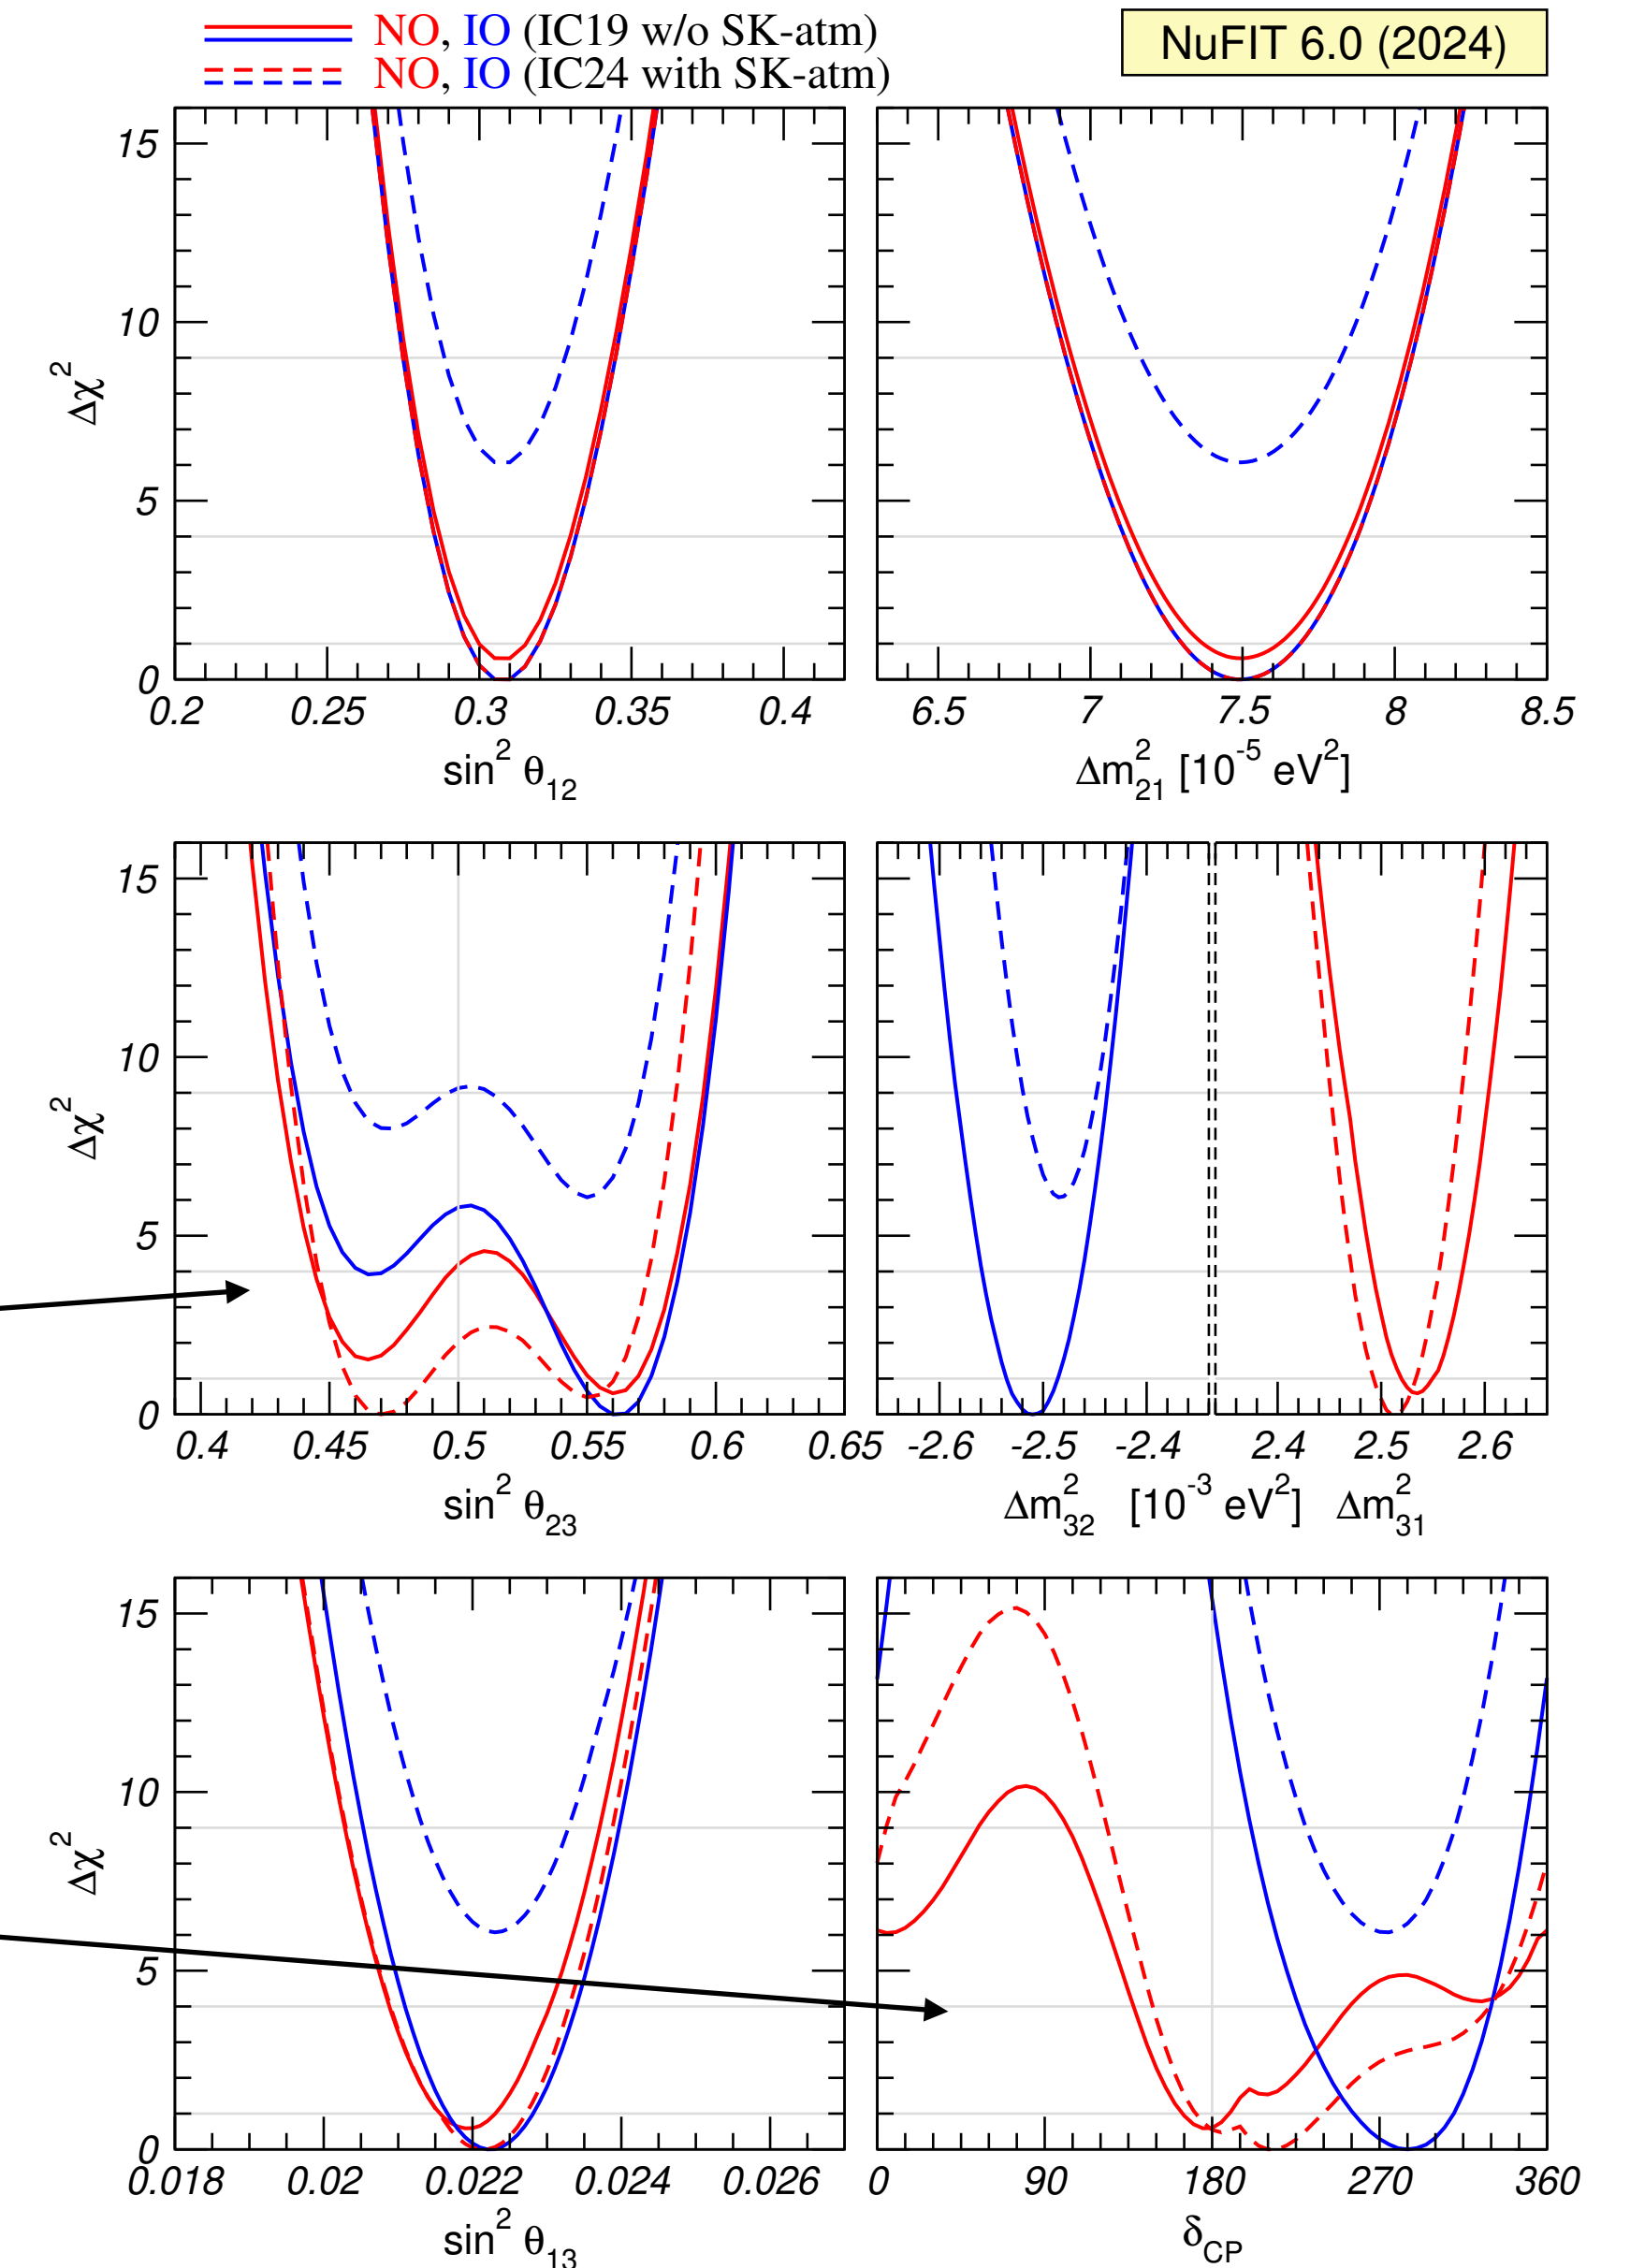 NO, IO (IC19 w/o SK-atm)
NO, IO (IC24 with SK-atm)
NuFIT 6.0 (2024)
15
10
5
0
Δχ²
0.2 0.25 0.3 0.35 0.4
sin² θ₁₂
6.5 7 7.5 8 8.5
Δm²₂₁ [10⁻⁵ eV²]
15
10
5
0
Δχ²
0.4 0.45 0.5 0.55 0.6 0.65
sin² θ₂₃
-2.6 -2.5 -2.4 2.4 2.5 2.6
Δm²₃₂ [10⁻³ eV²] Δm²₃₁
15
10
5
0
Δχ²
0.018 0.02 0.022 0.024 0.026
sin² θ₁₃
0 90 180 270 360
δ_CP